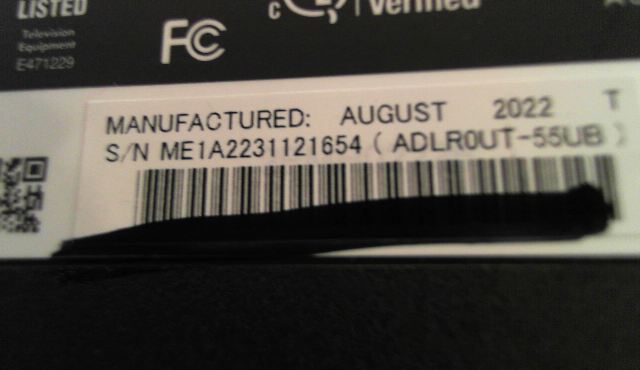 LISTED
Television
Equipment
E471229
FC
c
Verified
MANUFACTURED: AUGUST 2022 T
S/N ME1A2231121654 ( ADLR0UT-55UB )